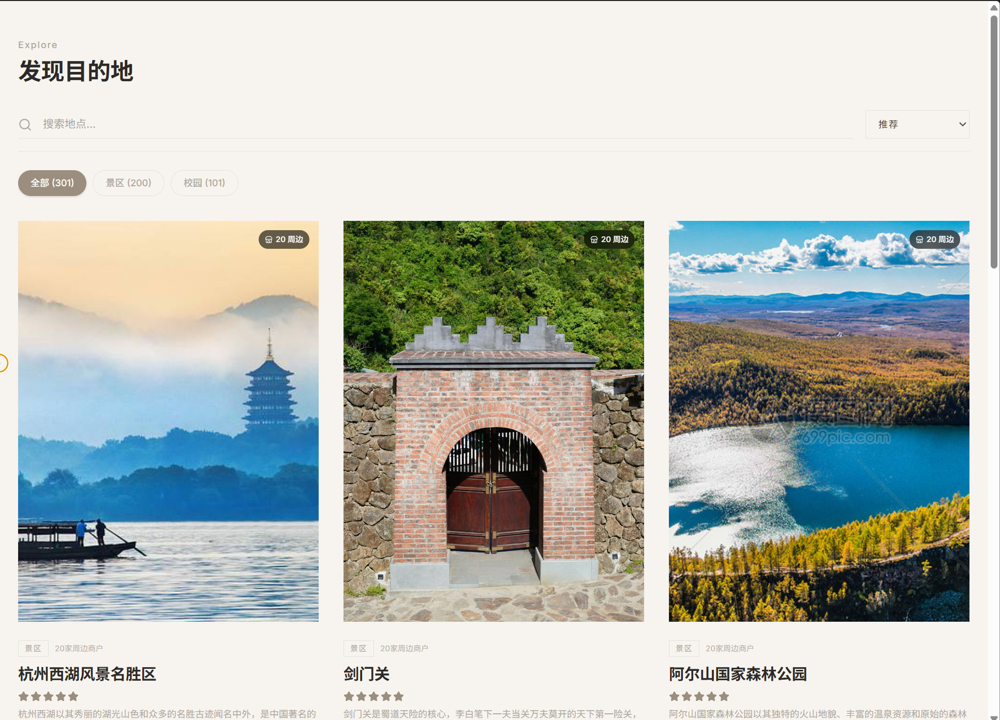 Explore
发现目的地
搜索地点...
推荐
全部 (301)
景区 (200)
校园 (101)
20 周边
20 周边
20 周边
699pic.com
景区 20家周边商户
景区 20家周边商户
景区 20家周边商户
杭州西湖风景名胜区
剑门关
阿尔山国家森林公园
杭州西湖以其秀丽的湖光山色和众多的名胜古迹闻名中外，是中国著名的
剑门关是蜀道天险的核心，李白笔下一夫当关万夫莫开的天下第一险关，
阿尔山国家森林公园以其独特的火山地貌、丰富的温泉资源和原始的森林